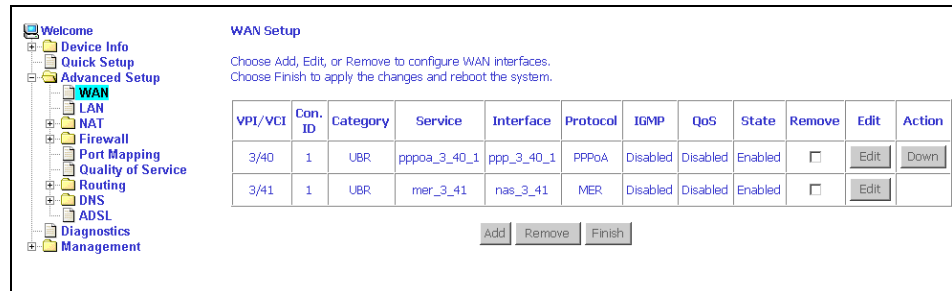 Welcome
Device Info
Quick Setup
Advanced Setup
WAN
LAN
NAT
Firewall
Port Mapping
Quality of Service
Routing
DNS
ADSL
Diagnostics
Management
WAN Setup
Choose Add, Edit, or Remove to configure WAN interfaces.
Choose Finish to apply the changes and reboot the system.
VPI/VCI Con. ID Category Service Interface Protocol IGMP QoS State Remove Edit Action
3/40 1 UBR pppoa_3_40_1 ppp_3_40_1 PPPoA Disabled Disabled Enabled Edit Down
3/41 1 UBR mer_3_41 nas_3_41 MER Disabled Disabled Enabled Edit
Add Remove Finish